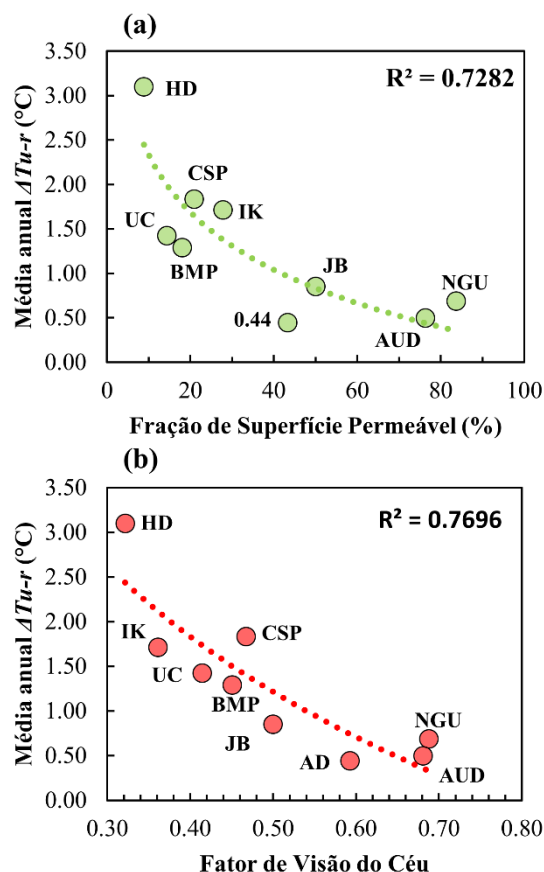 (a)
3.50
3.00
2.50
2.00
1.50
1.00
0.50
0.00
Média anual ΔTu-r (°C)
R² = 0.7282
HD
CSP
IK
UC
BMP
JB
NGU
0.44
AUD
0
20
40
60
80
100
Fração de Superfície Permeável (%)
(b)
3.50
3.00
2.50
2.00
1.50
1.00
0.50
0.00
Média anual ΔTu-r (°C)
R² = 0.7696
HD
IK
CSP
UC
BMP
JB
NGU
AD
AUD
0.30
0.40
0.50
0.60
0.70
0.80
Fator de Visão do Céu